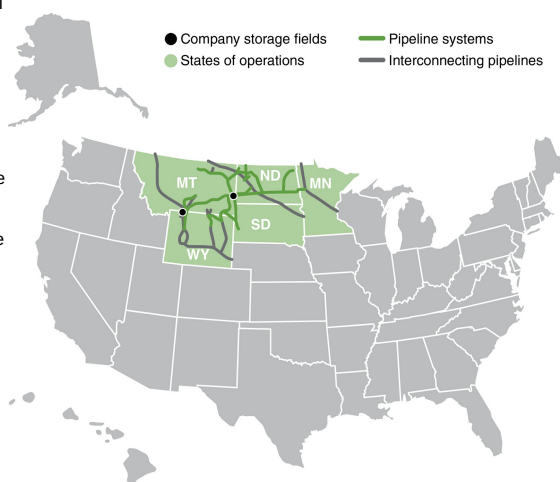 Company storage fields
Pipeline systems
States of operations
Interconnecting pipelines
MT
ND
MN
SD
WY
e
e